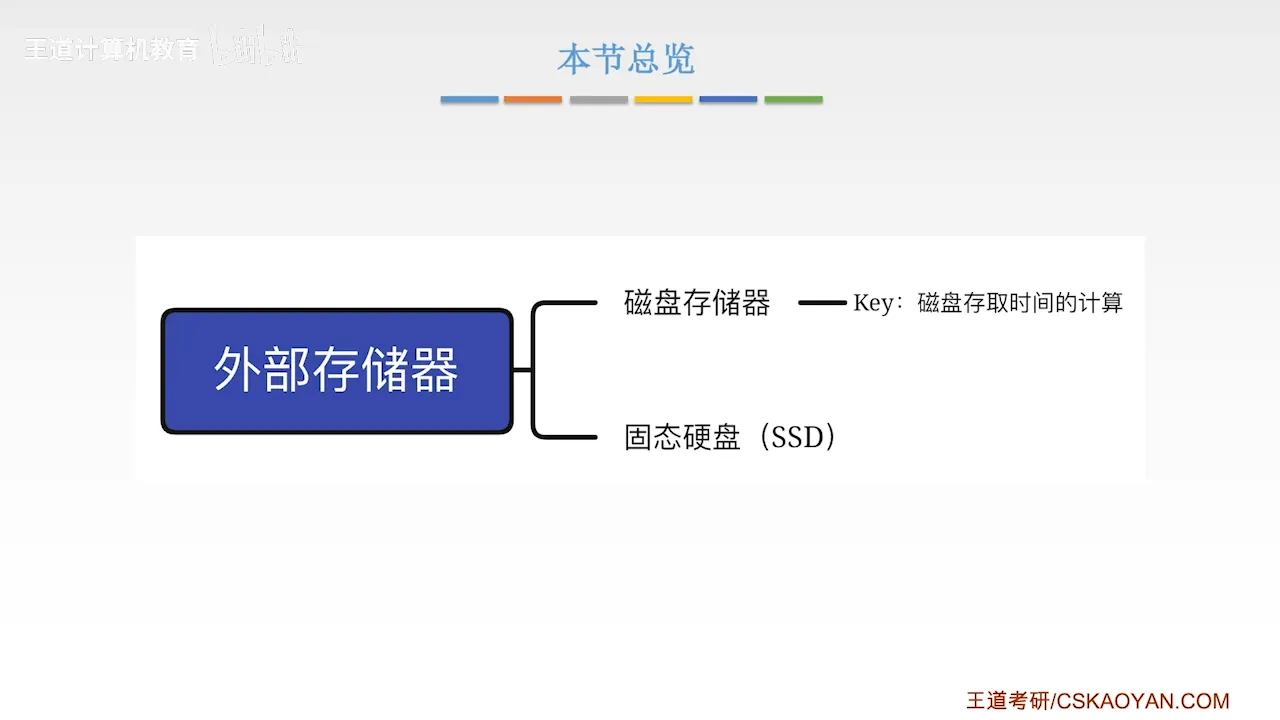 王道计算机教育 bilibili
本节总览
磁盘存储器
Key：磁盘存取时间的计算
外部存储器
固态硬盘（SSD）
王道考研/CSKAOYAN.COM